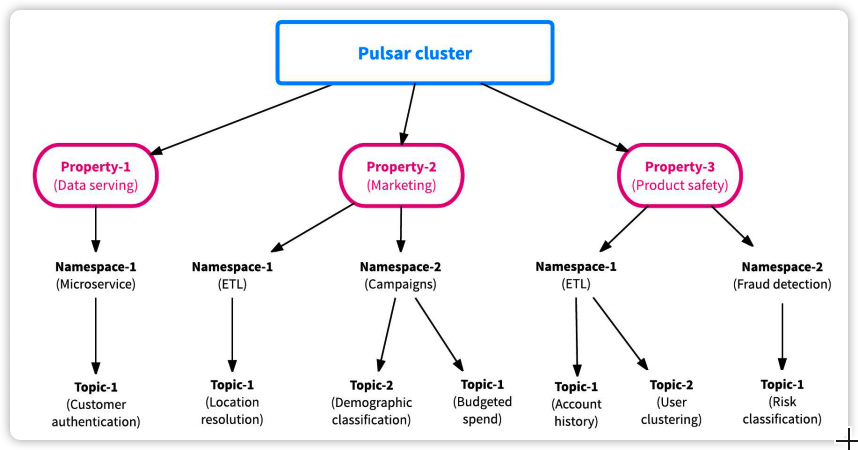 Pulsar cluster
Property-1
(Data serving)
Property-2
(Marketing)
Property-3
(Product safety)
Namespace-1
(Microservice)
Namespace-1
(ETL)
Namespace-2
(Campaigns)
Namespace-1
(ETL)
Namespace-2
(Fraud detection)
Topic-1
(Customer
authentication)
Topic-1
(Location
resolution)
Topic-2
(Demographic
classification)
Topic-1
(Budgeted
spend)
Topic-1
(Account
history)
Topic-2
(User
clustering)
Topic-1
(Risk
classification)